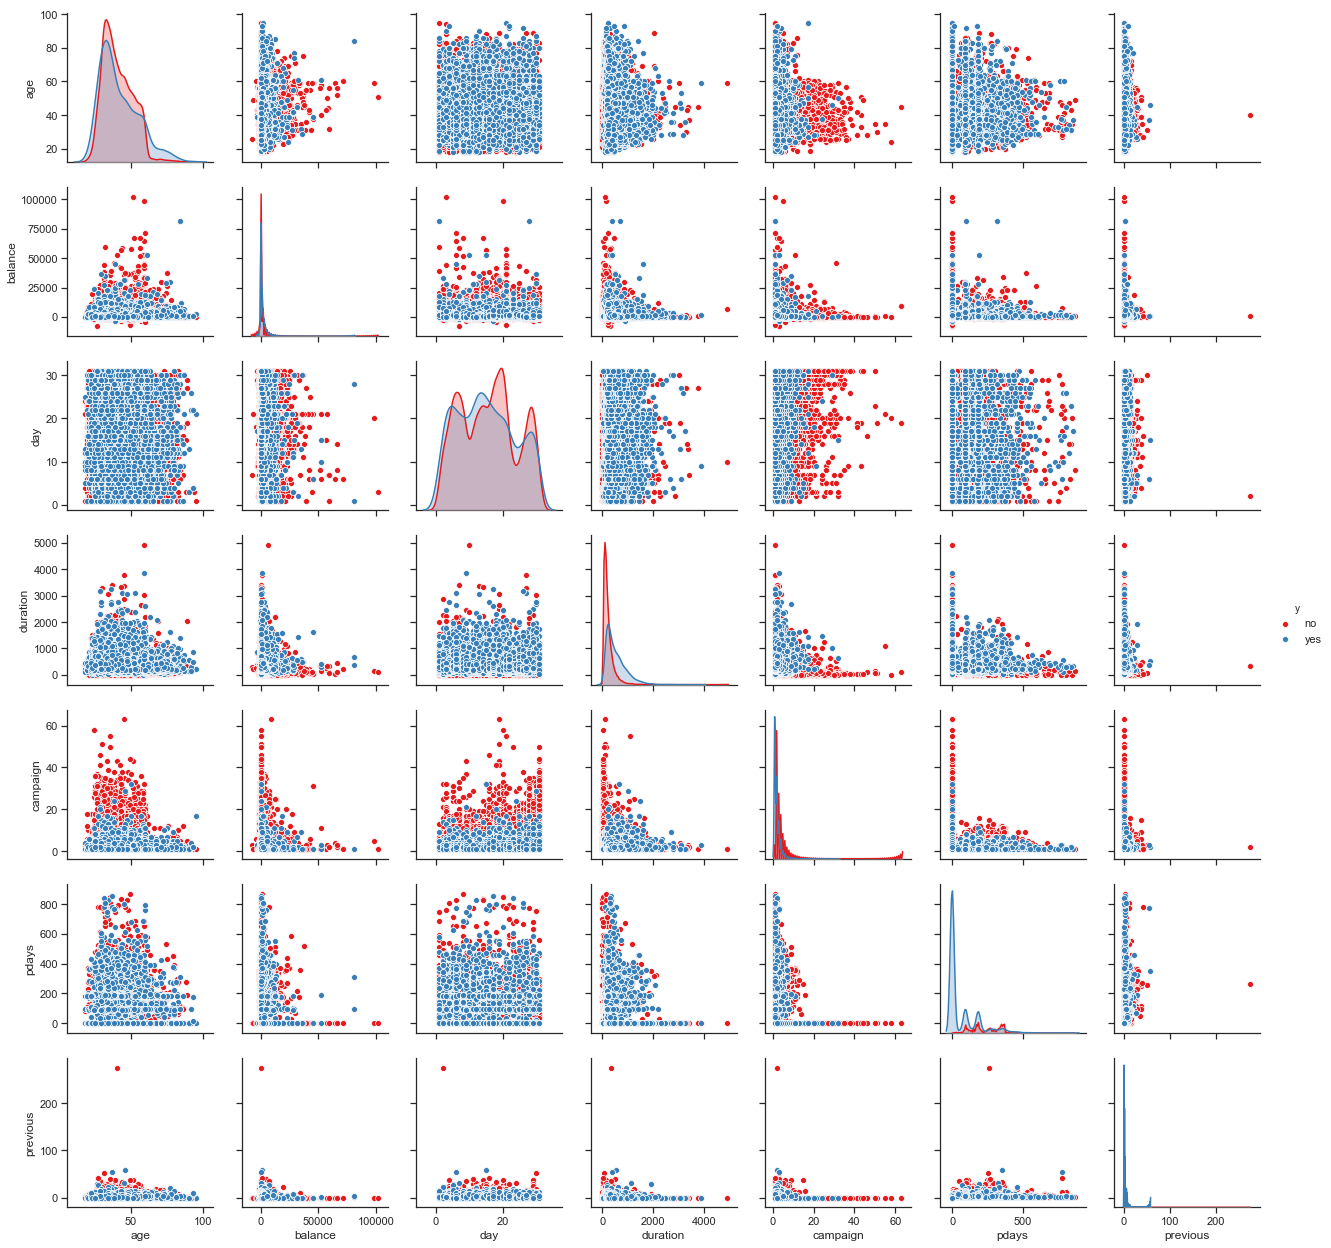 100
80
60
40
20
age
100000
75000
50000
25000
0
balance
30
20
10
0
day
5000
4000
3000
2000
1000
0
duration
y
no
yes
60
40
20
0
campaign
800
600
400
200
0
pdays
200
100
0
previous
50 100
0 50000 100000
0 20
0 2000 4000
0 20 40 60
0 500
0 100 200
age balance day duration campaign pdays previous